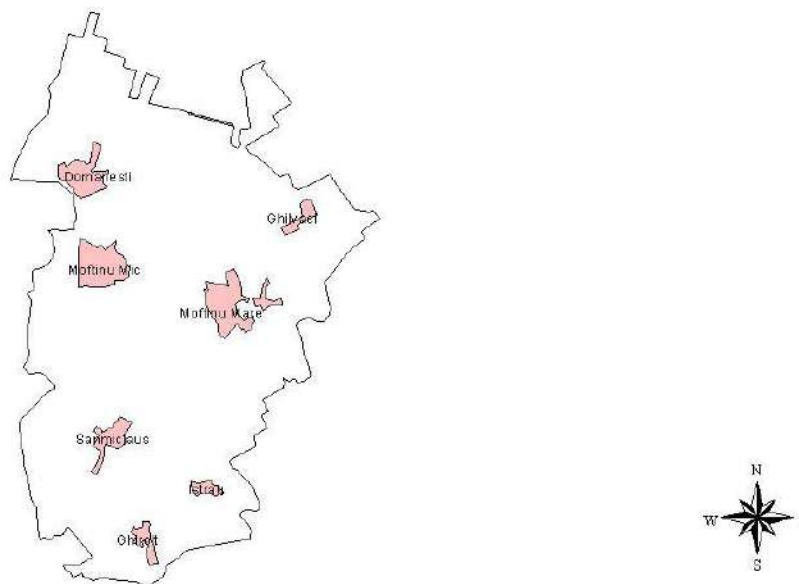 Domanesti
Ghilvaci
Moftinu Mic
Moftinu Mare
Sanmiclaus
Istrau
Ghirolt
N
W
S